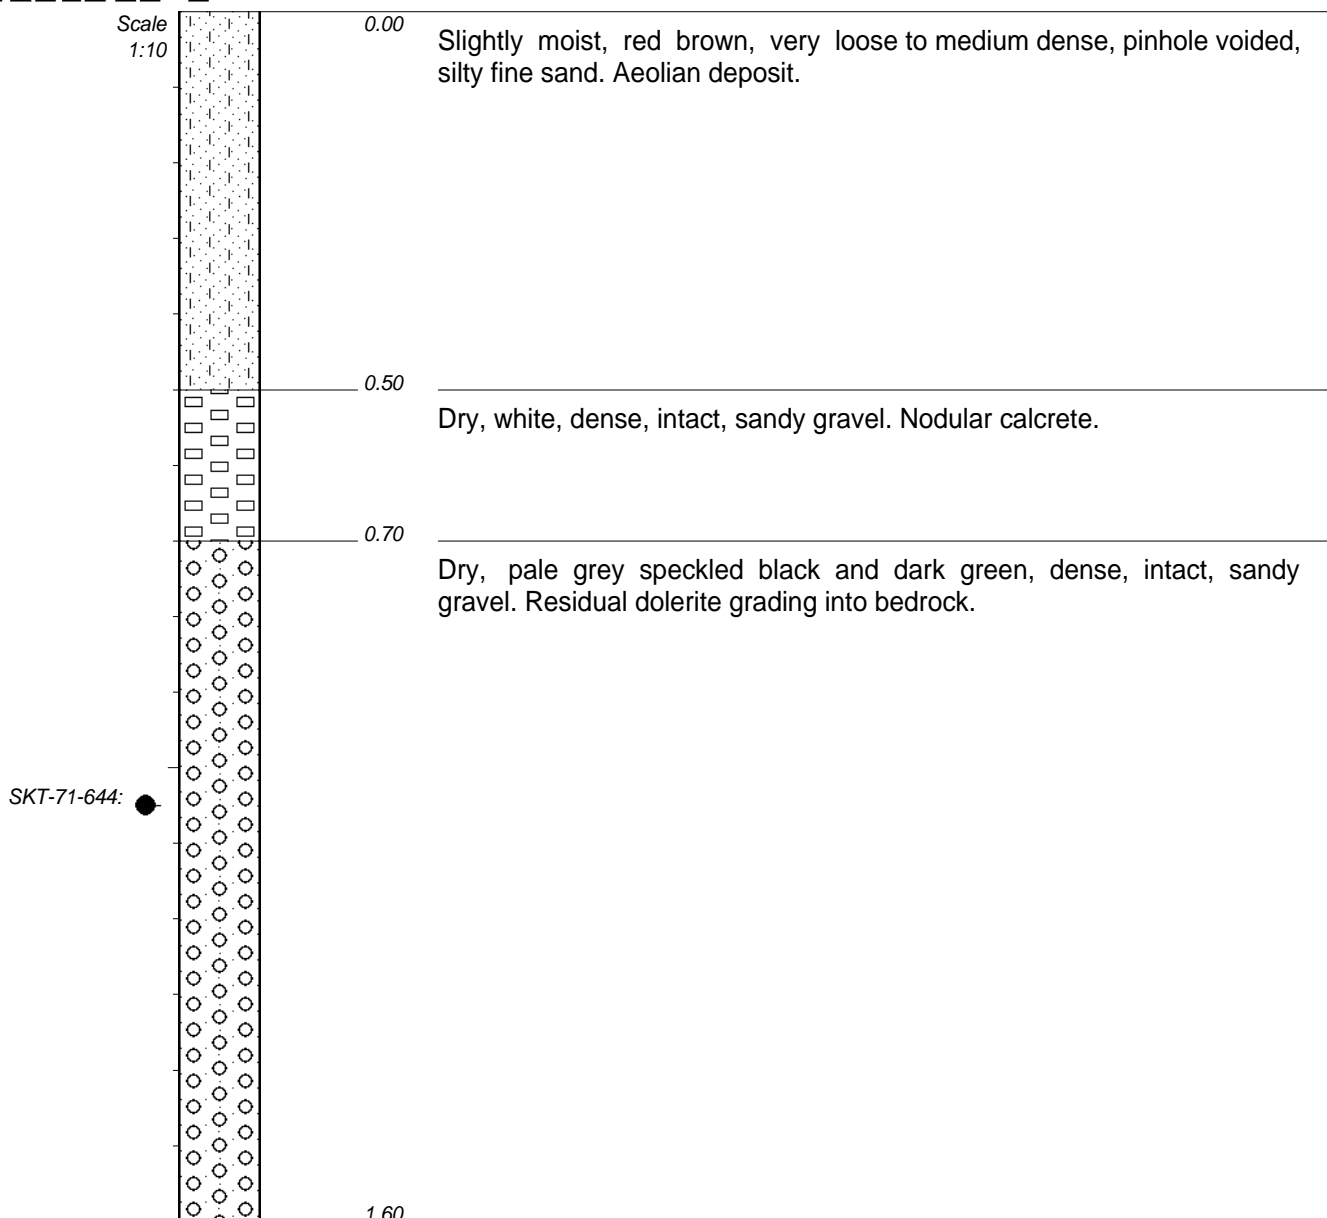 Scale
1:10
0.00
Slightly moist, red brown, very loose to medium dense, pinhole voided,
silty fine sand. Aeolian deposit.
0.50
Dry, white, dense, intact, sandy gravel. Nodular calcrete.
0.70
Dry, pale grey speckled black and dark green, dense, intact, sandy
gravel. Residual dolerite grading into bedrock.
SKT-71-644:
1.60